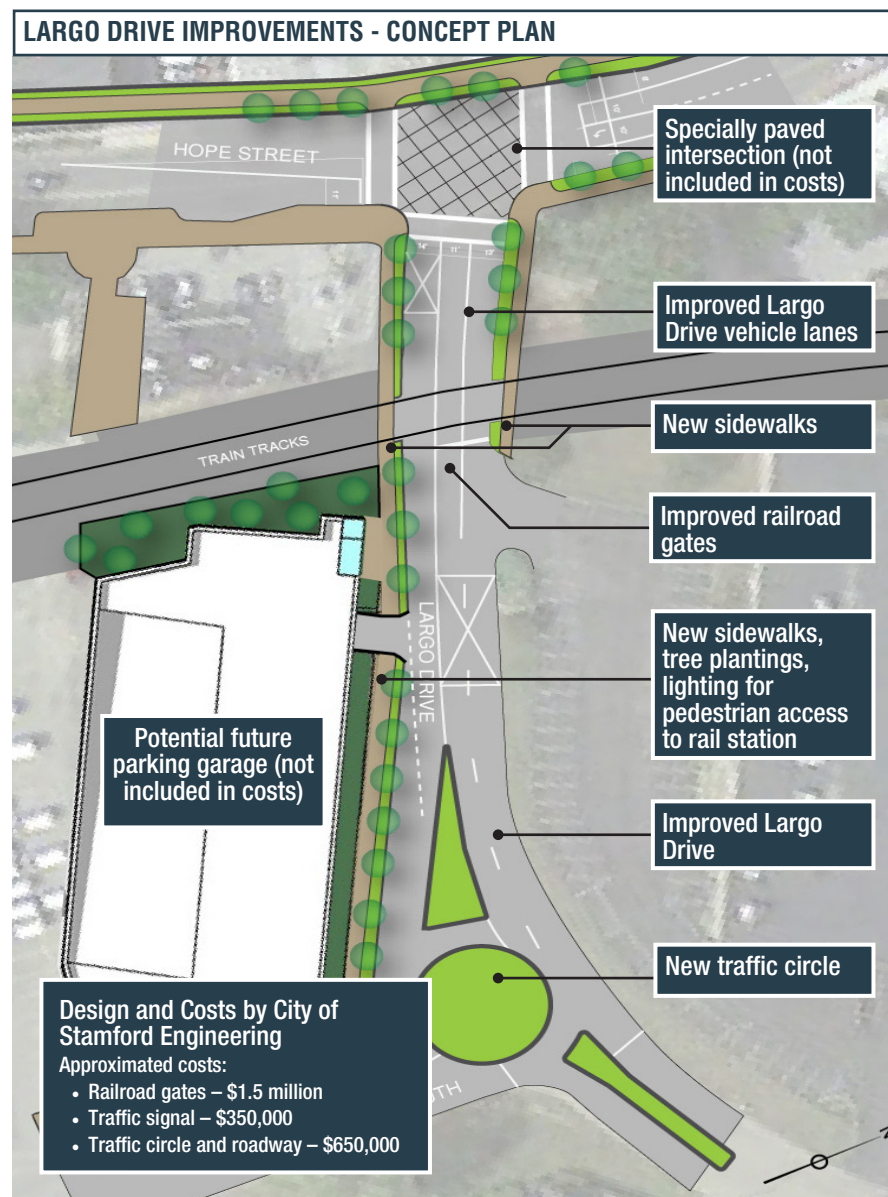 LARGO DRIVE IMPROVEMENTS - CONCEPT PLAN
HOPE STREET
Specially paved
intersection (not
included in costs)
11'
14' 11' 13'
Improved Largo
Drive vehicle lanes
New sidewalks
TRAIN TRACKS
Improved railroad
gates
LARGO DRIVE
New sidewalks,
tree plantings,
lighting for
pedestrian access
to rail station
Potential future
parking garage (not
included in costs)
Improved Largo
Drive
New traffic circle
Design and Costs by City of
Stamford Engineering
Approximated costs:
• Railroad gates – $1.5 million
• Traffic signal – $350,000
• Traffic circle and roadway – $650,000